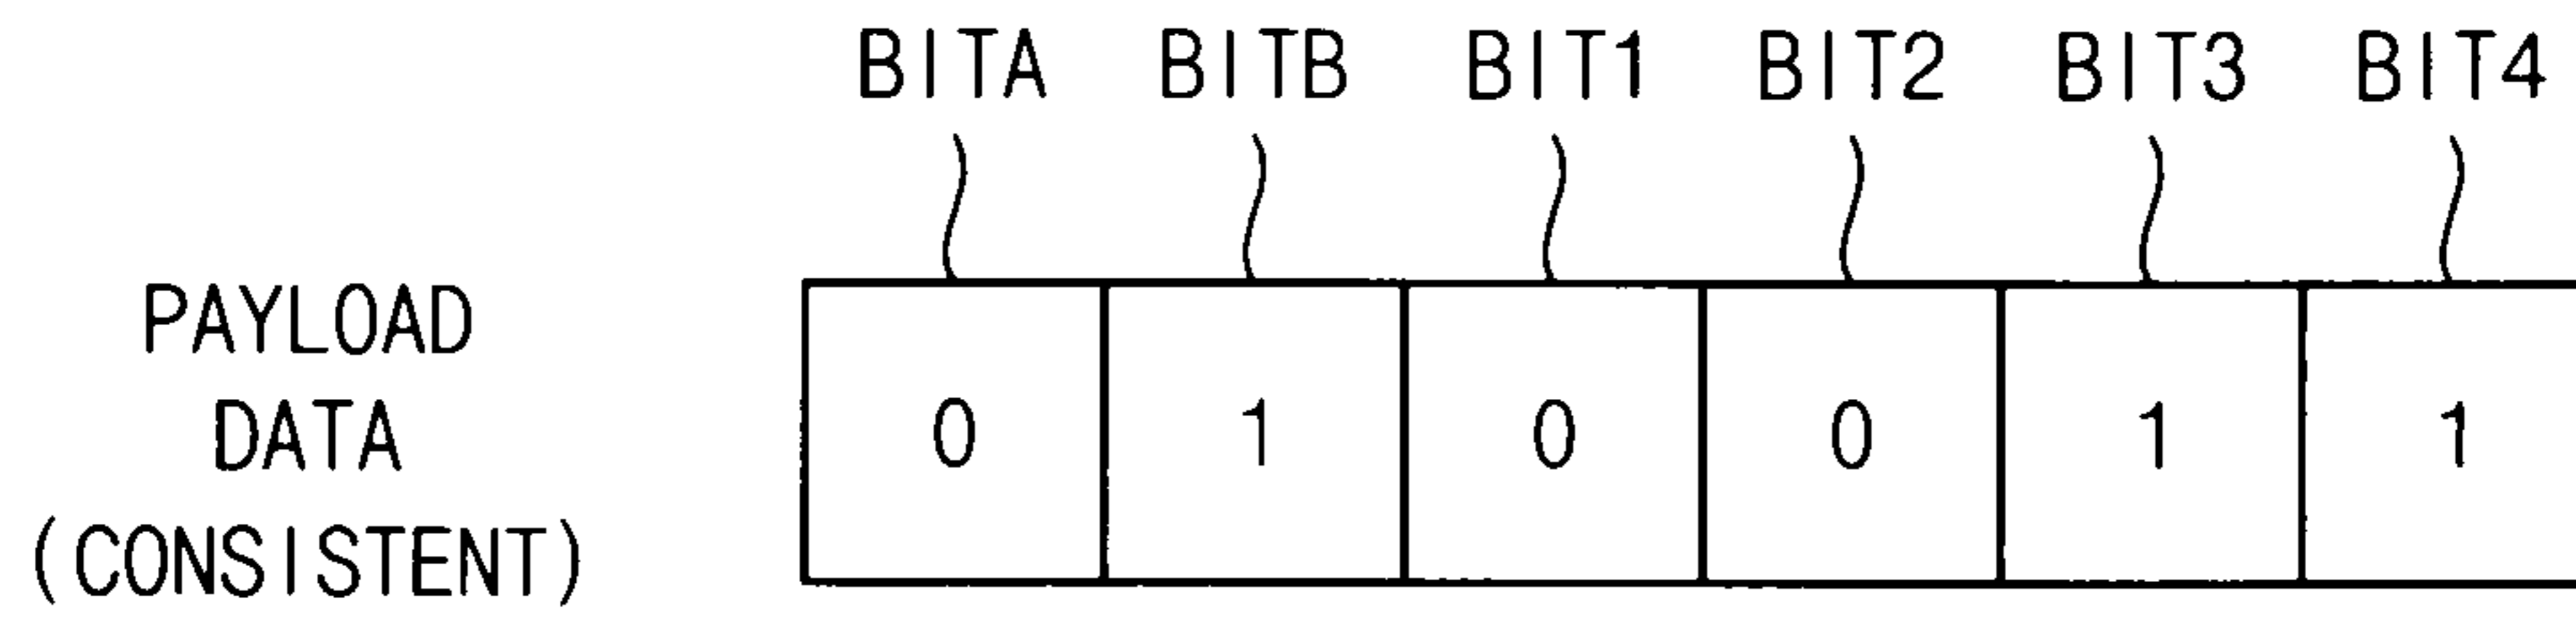 BITA BITB BIT1 BIT2 BIT3 BIT4
PAYLOAD
DATA
(CONSISTENT)
0 1 0 0 1 1